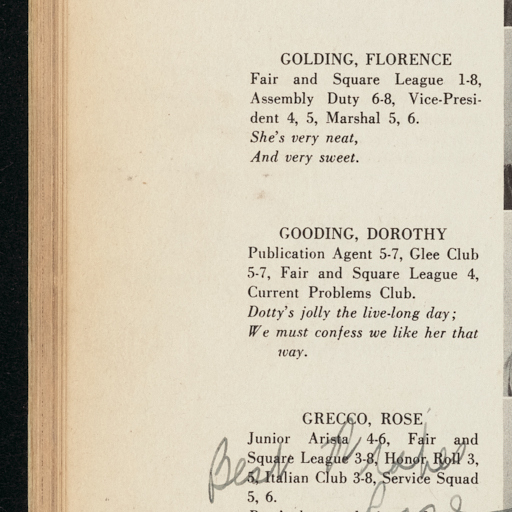 GOLDING, FLORENCE
Fair and Square League 1-8,
Assembly Duty 6-8, Vice-Presi-
dent 4, 5, Marshal 5, 6.
She's very neat,
And very sweet.
GOODING, DOROTHY
Publication Agent 5-7, Glee Club
5-7, Fair and Square League 4,
Current Problems Club.
Dotty's jolly the live-long day;
We must confess we like her that
way.
GRECCO, ROSE
Junior Arista 4-6, Fair and
Square League 3-8, Honor Roll 3,
5, Italian Club 3-8, Service Squad
5, 6.
Best Wishes